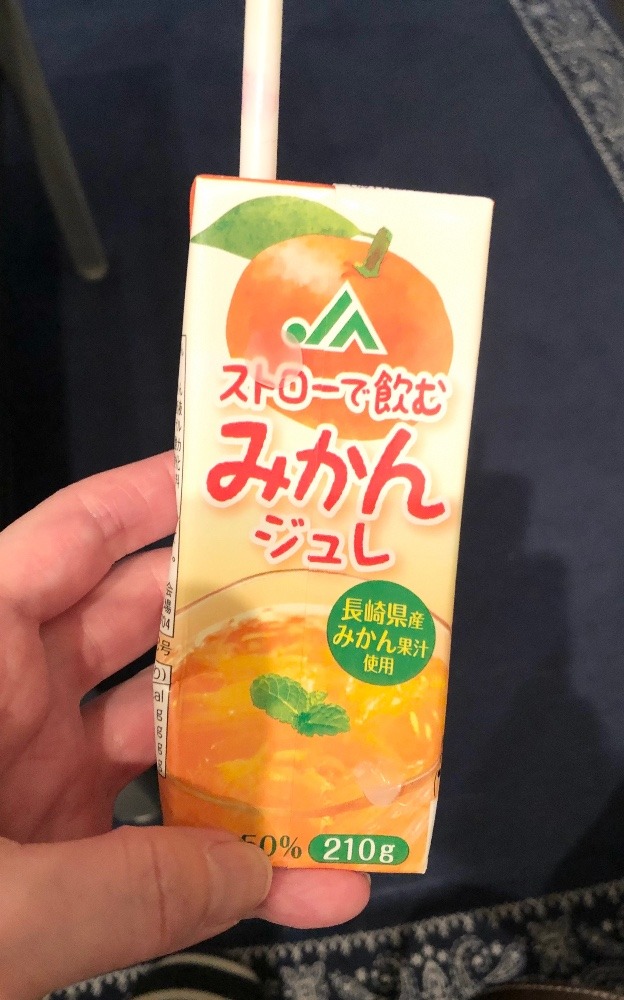 JA
ストローで飲む
みかん
ジュレ
長崎県産
みかん果汁
使用
50%
210g